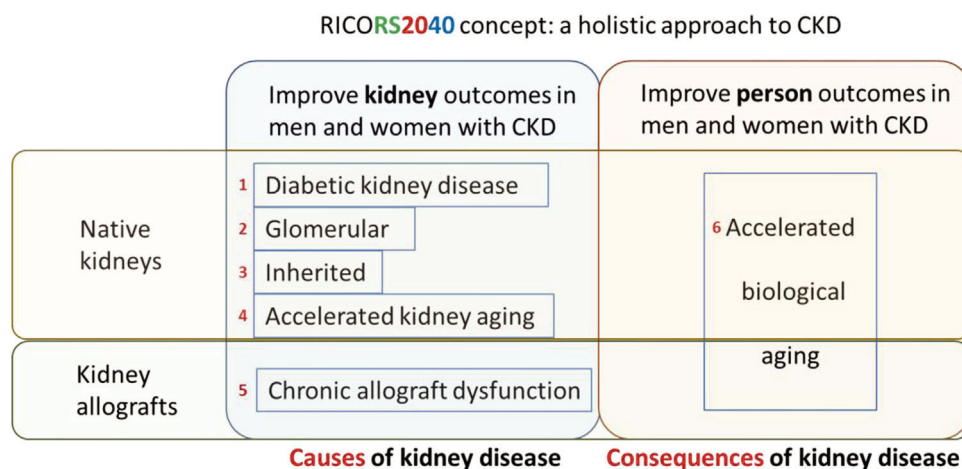 RICORS2040 concept: a holistic approach to CKD
Improve kidney outcomes in
men and women with CKD
Improve person outcomes in
men and women with CKD
Native
kidneys
1 Diabetic kidney disease
2 Glomerular
3 Inherited
4 Accelerated kidney aging
6 Accelerated
biological
aging
Kidney
allografts
5 Chronic allograft dysfunction
Causes of kidney disease
Consequences of kidney disease